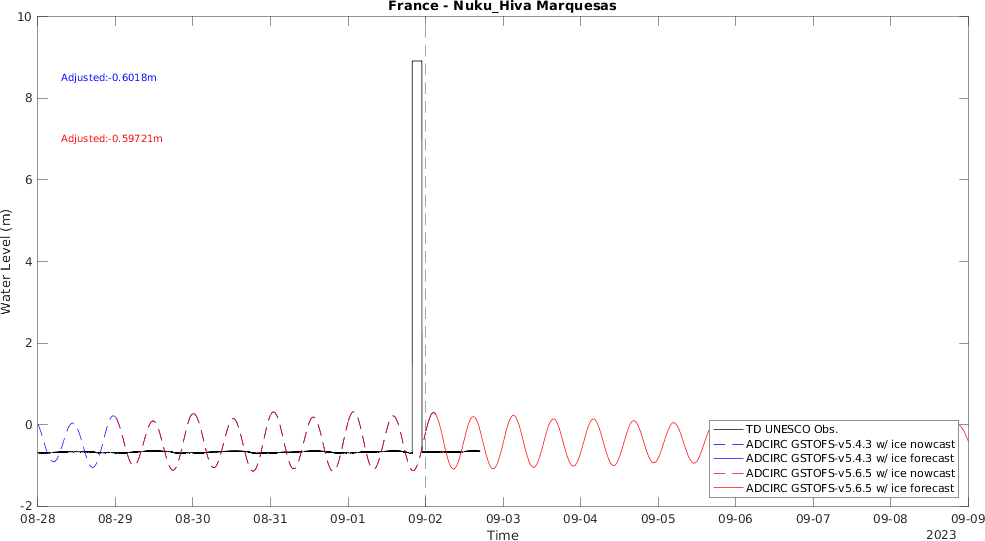 France - Nuku_Hiva Marquesas
10
8
6
4
2
0
-2
Water Level (m)
Adjusted:-0.6018m
Adjusted:-0.59721m
TD UNESCO Obs.
ADCIRC GSTOFS-v5.4.3 w/ ice nowcast
ADCIRC GSTOFS-v5.4.3 w/ ice forecast
ADCIRC GSTOFS-v5.6.5 w/ ice nowcast
ADCIRC GSTOFS-v5.6.5 w/ ice forecast
08-28 08-29 08-30 08-31 09-01 09-02 09-03 09-04 09-05 09-06 09-07 09-08 09-09
Time
2023